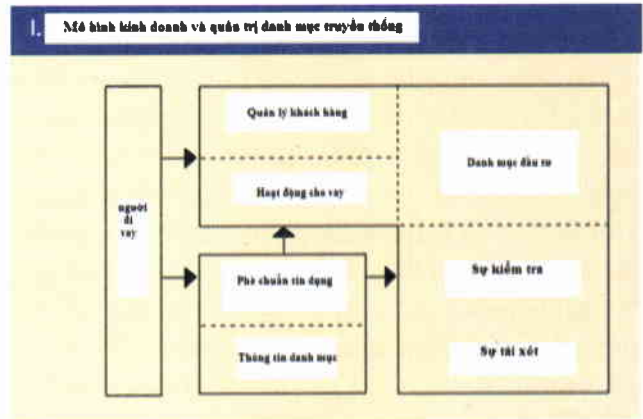 I. Mô hình kinh doanh và quản trị danh mục truyền thống
Quản lý khách hàng
Danh mục đầu tư
Hoạt động cho vay
người
đi
vay
Phê chuẩn tín dụng
Sự kiểm tra
Thông tin danh mục
Sự tái xét